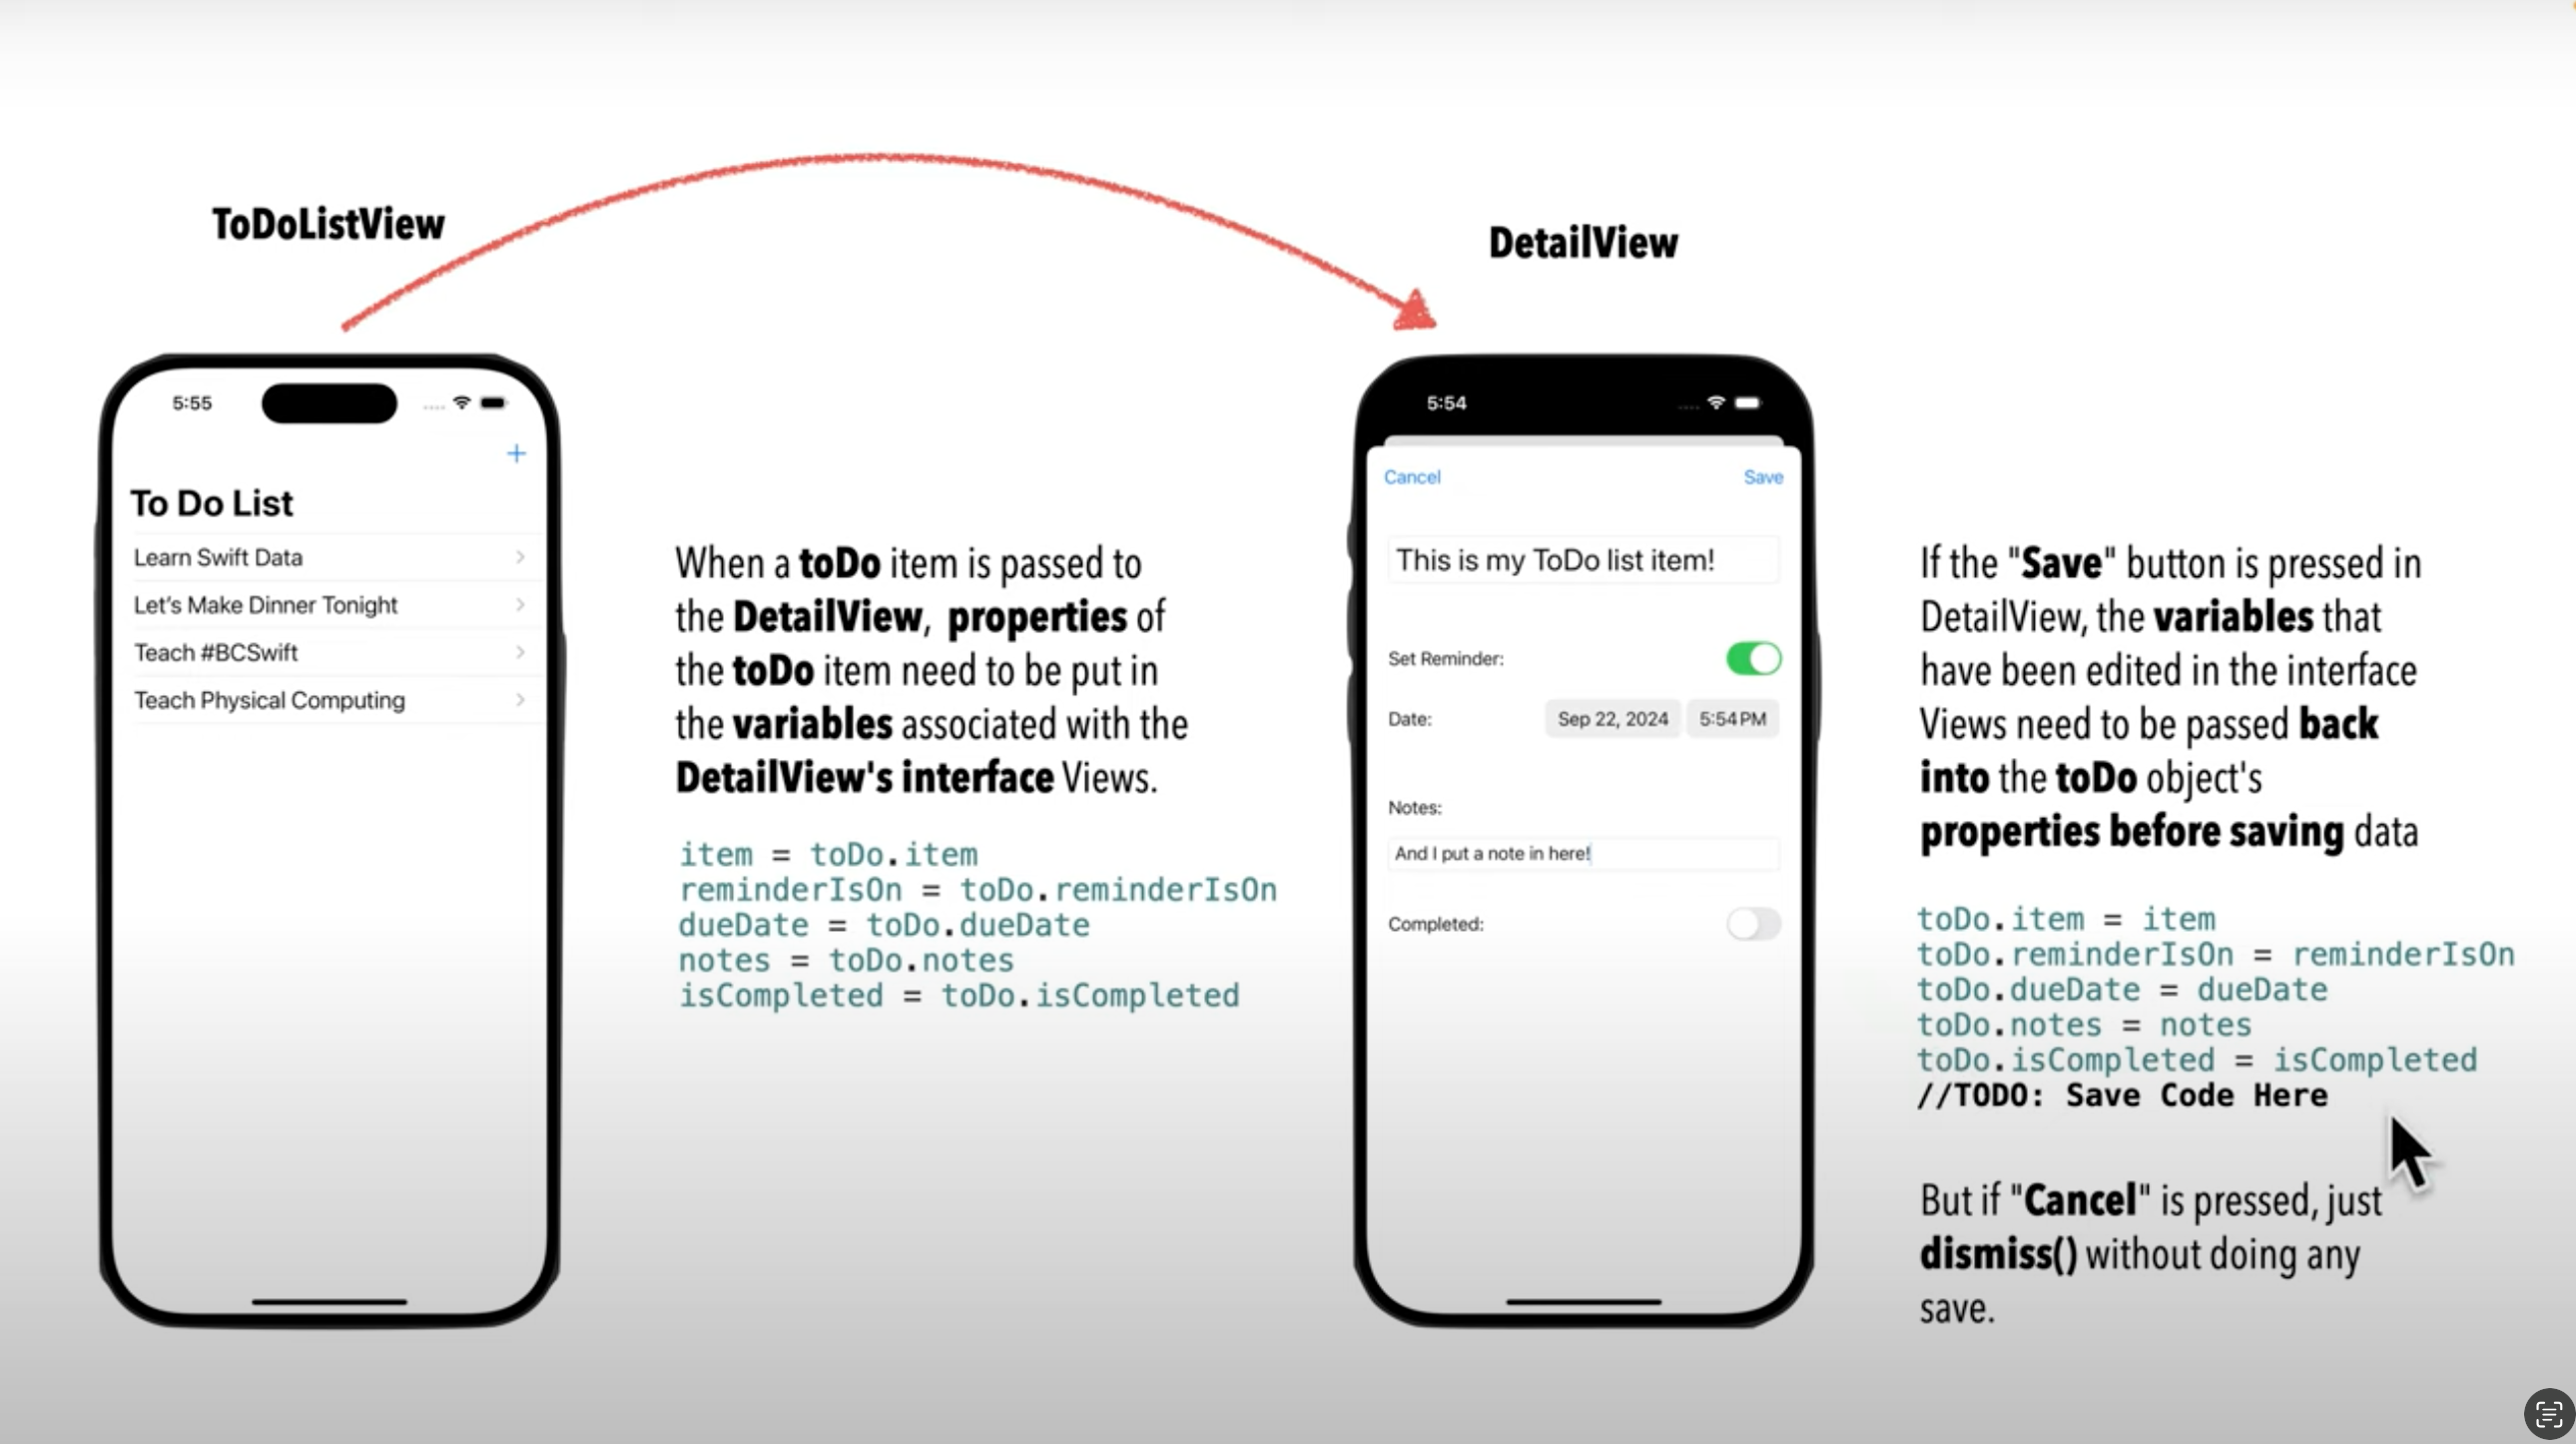 ToDoListView
DetailView
5:55
+
To Do List
Learn Swift Data
Let's Make Dinner Tonight
Teach #BCSwift
Teach Physical Computing
When a toDo item is passed to
the DetailView, properties of
the toDo item need to be put in
the variables associated with the
DetailView's interface Views.
item = toDo.item
reminderIsOn = toDo.reminderIsOn
dueDate = toDo.dueDate
notes = toDo.notes
isCompleted = toDo.isCompleted
5:54
Cancel Save
This is my ToDo list item!
Set Reminder:
Date: Sep 22, 2024 5:54 PM
Notes:
And I put a note in here!
Completed:
If the "Save" button is pressed in
DetailView, the variables that
have been edited in the interface
Views need to be passed back
into the toDo object's
properties before saving data
toDo.item = item
toDo.reminderIsOn = reminderIsOn
toDo.dueDate = dueDate
toDo.notes = notes
toDo.isCompleted = isCompleted
//TODO: Save Code Here
But if "Cancel" is pressed, just
dismiss() without doing any
save.